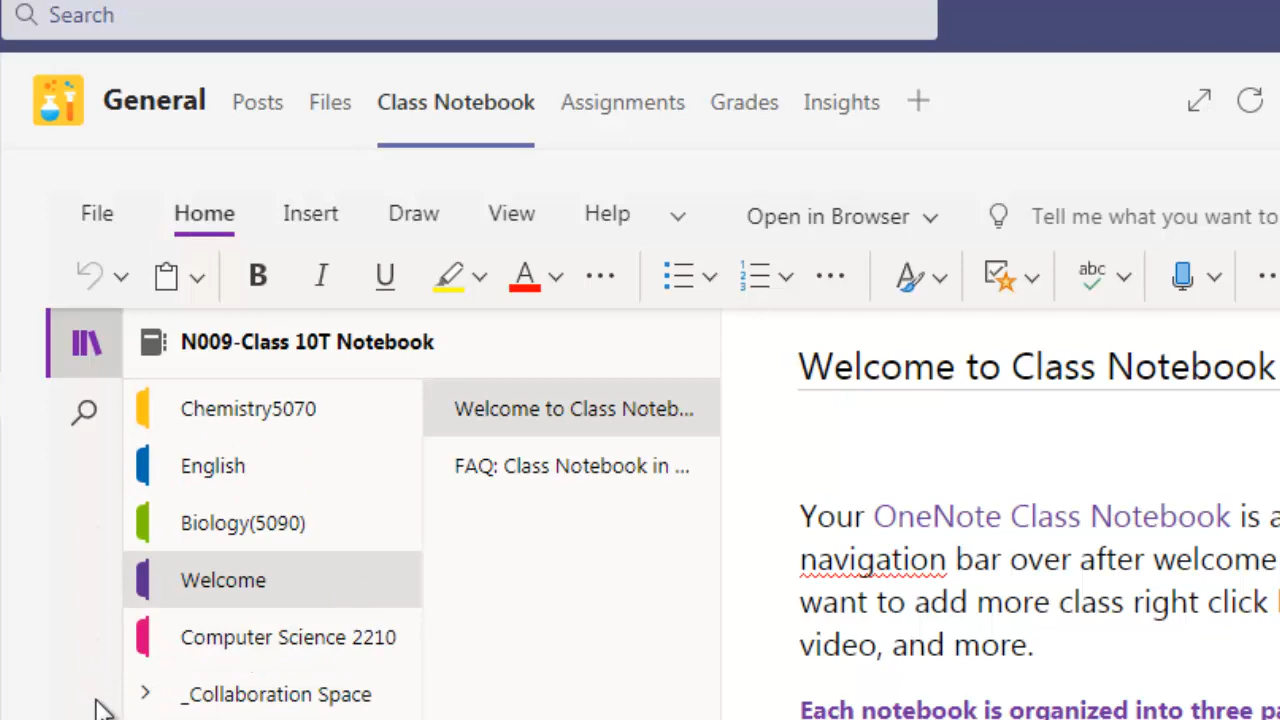 Search
General Posts Files Class Notebook Assignments Grades Insights
File Home Insert Draw View Help Open in Browser Tell me what you want to
B I U A abc
N009-Class 10T Notebook
Welcome to Class Notebook
Chemistry5070
English
Biology(5090)
Welcome
Computer Science 2210
_Collaboration Space
Welcome to Class Noteb...
FAQ: Class Notebook in ...
Your OneNote Class Notebook is a
navigation bar over after welcome
want to add more class right click
video, and more.
Each notebook is organized into three pa